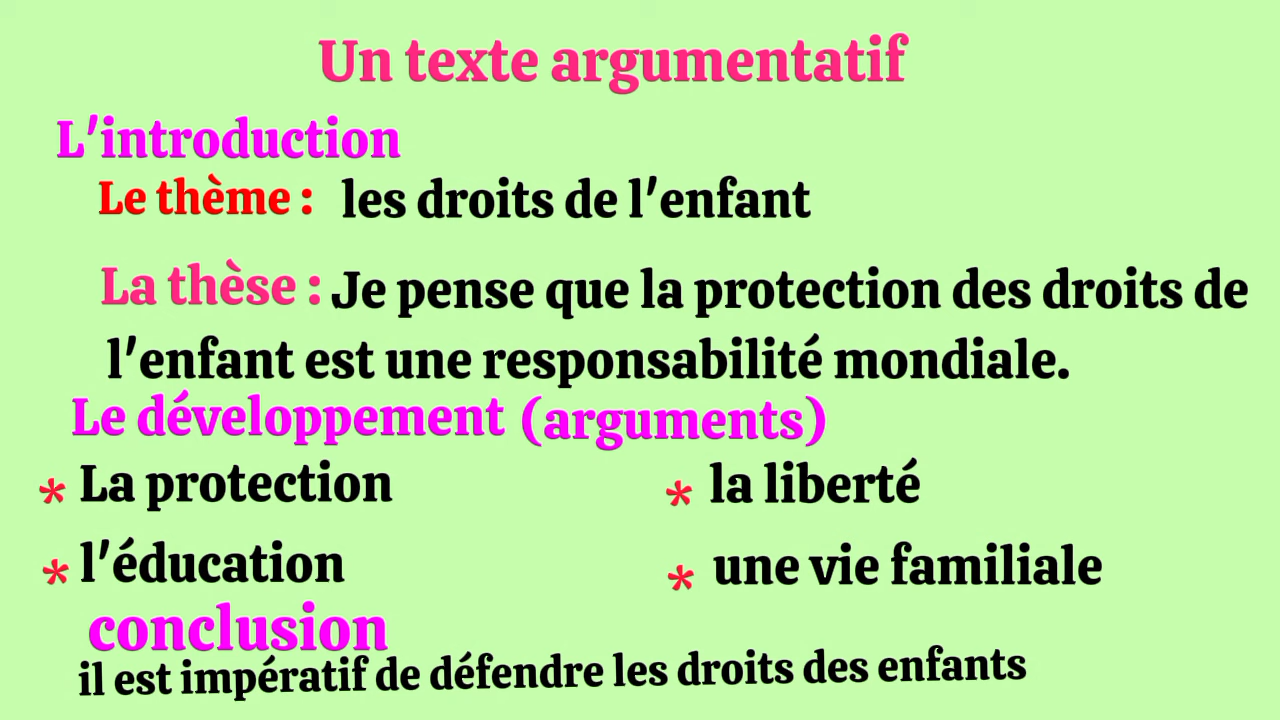 Un texte argumentatif
L'introduction
Le thème : les droits de l'enfant
La thèse : Je pense que la protection des droits de
l'enfant est une responsabilité mondiale.
Le développement (arguments)
* La protection * la liberté
* l'éducation * une vie familiale
conclusion
il est impératif de défendre les droits des enfants